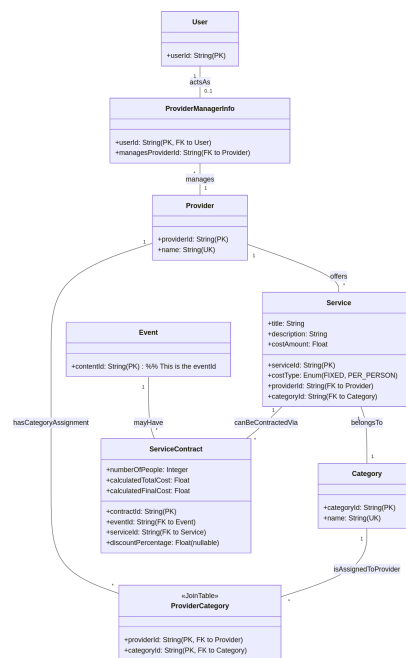 User
+userId: String(PK)
1
actsAs
0..1
ProviderManagerInfo
+userId: String(PK, FK to User)
+managesProviderId: String(FK to Provider)
*
manages
1
Provider
+providerId: String(PK)
+name: String(UK)
1
1
offers
*
Service
+title: String
+description: String
+costAmount: Float
+serviceId: String(PK)
+costType: Enum(FIXED, PER_PERSON)
+providerId: String(FK to Provider)
+categoryId: String(FK to Category)
Event
+contentId: String(PK) : %% This is the eventId
1
1
*
hasCategoryAssignment
mayHave
canBeContractedVia
belongsTo
*
*
1
ServiceContract
+numberOfPeople: Integer
+calculatedTotalCost: Float
+calculatedFinalCost: Float
+contractId: String(PK)
+eventId: String(FK to Event)
+serviceId: String(FK to Service)
+discountPercentage: Float(nullable)
Category
+categoryId: String(PK)
+name: String(UK)
1
isAssignedToProvider
*
*
«JoinTable»
ProviderCategory
+providerId: String(PK, FK to Provider)
+categoryId: String(PK, FK to Category)